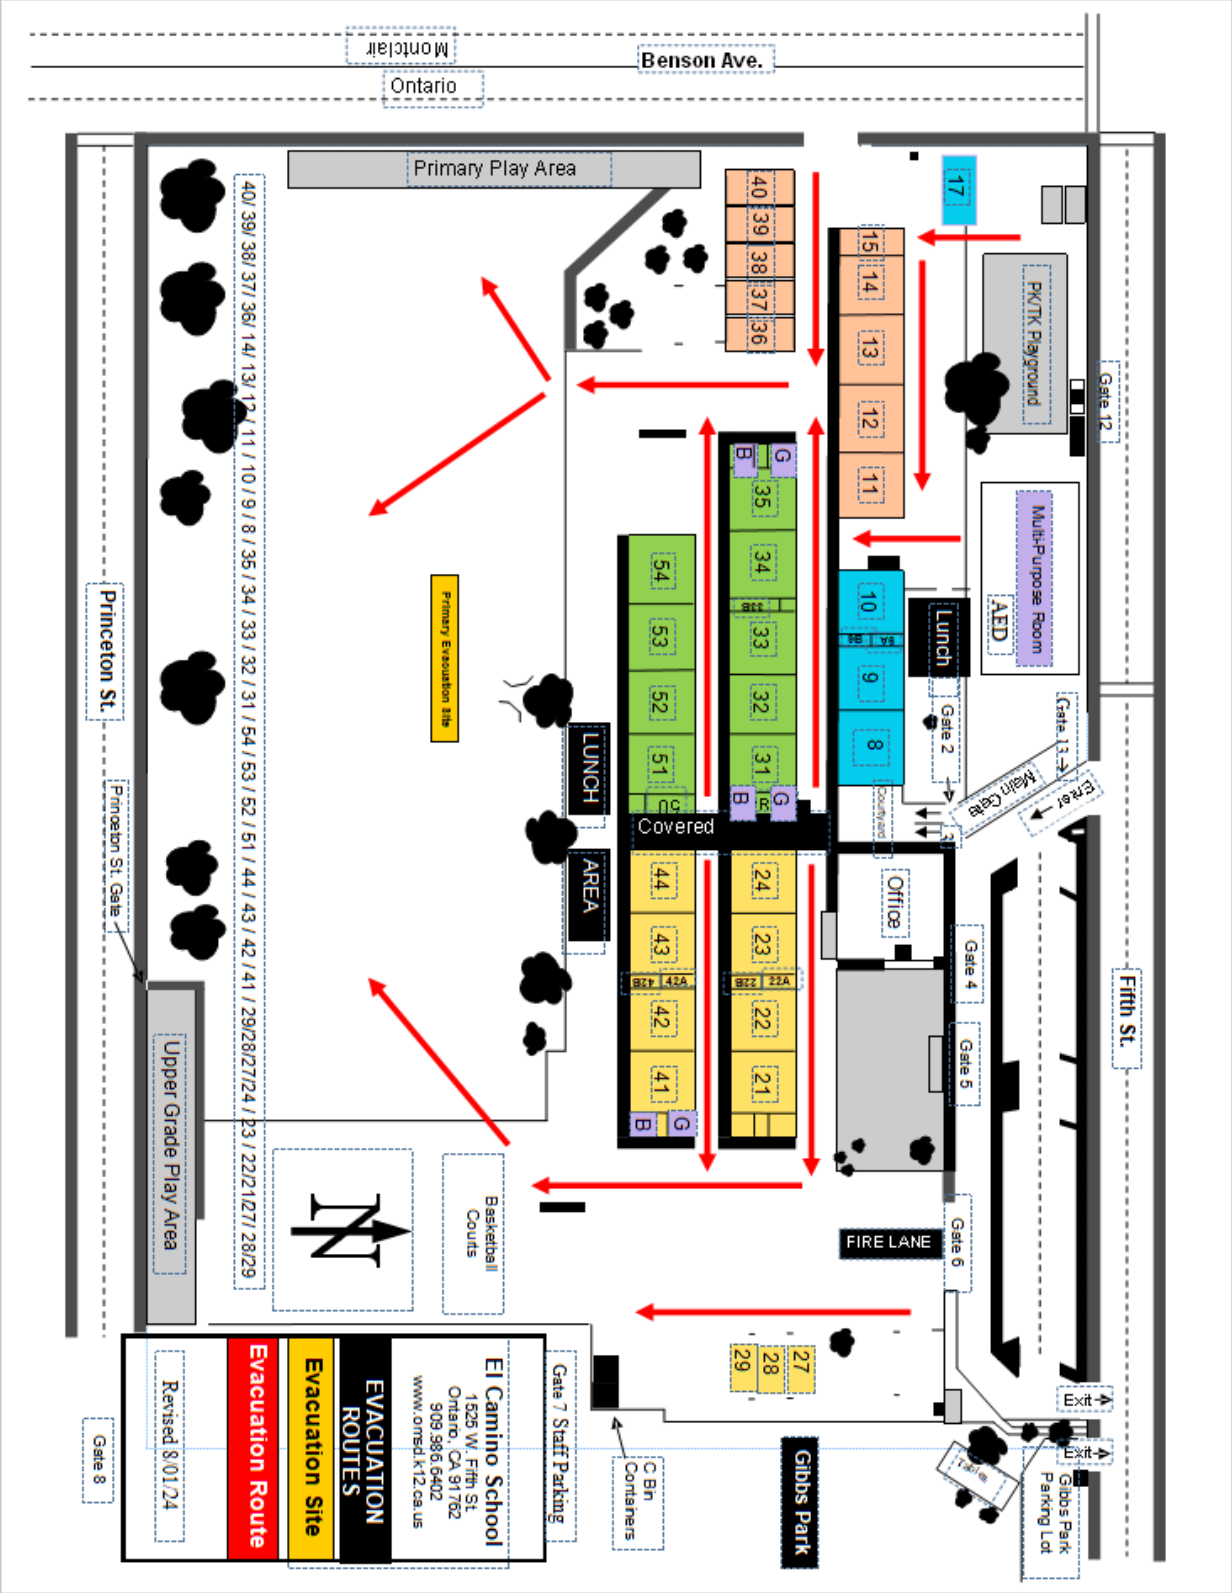 Montclair
Benson Ave.
Ontario
Primary Play Area
40
39
38
37
36
17
15
14
13
12
11
PK/TK Playground
Gate 12
Multi-Purpose Room
AED
40/ 39/ 38/ 37/ 36/ 14/ 13/ 12 / 11 / 10 / 9 / 8 / 35 / 34 / 33 / 32 / 31 / 54 / 53 / 52 / 51 / 44 / 43 / 42 / 41 / 29/28/27/24 / 23 / 22/21/27/ 28/29
B
G
35
34
33
32
31
B
G
54
53
52
51
50
10
9A
9B
9
8
Lunch
Gate 2
Gate 13
Main Gate
Enter
Courtyard
Primary Evacuation Site
Princeton St.
Princeton St. Gate
LUNCH
AREA
Covered
44
43
42B
42A
42
41
B
G
24
23
22B
22A
22
21
Office
Gate 4
Gate 5
Gate 6
Fifth St.
Upper Grade Play Area
N
Basketball
Courts
FIRE LANE
29
28
27
Exit
Exit
Tables
Gibbs Park
Parking Lot
Gibbs Park
C Bin
Containers
Gate 7 Staff Parking
El Camino School
1525 W. Fifth St.
Ontario, CA 91762
909.986.6402
www.omsd.k12.ca.us
EVACUATION
ROUTES
Evacuation Site
Evacuation Route
Revised 8/01/24
Gate 8